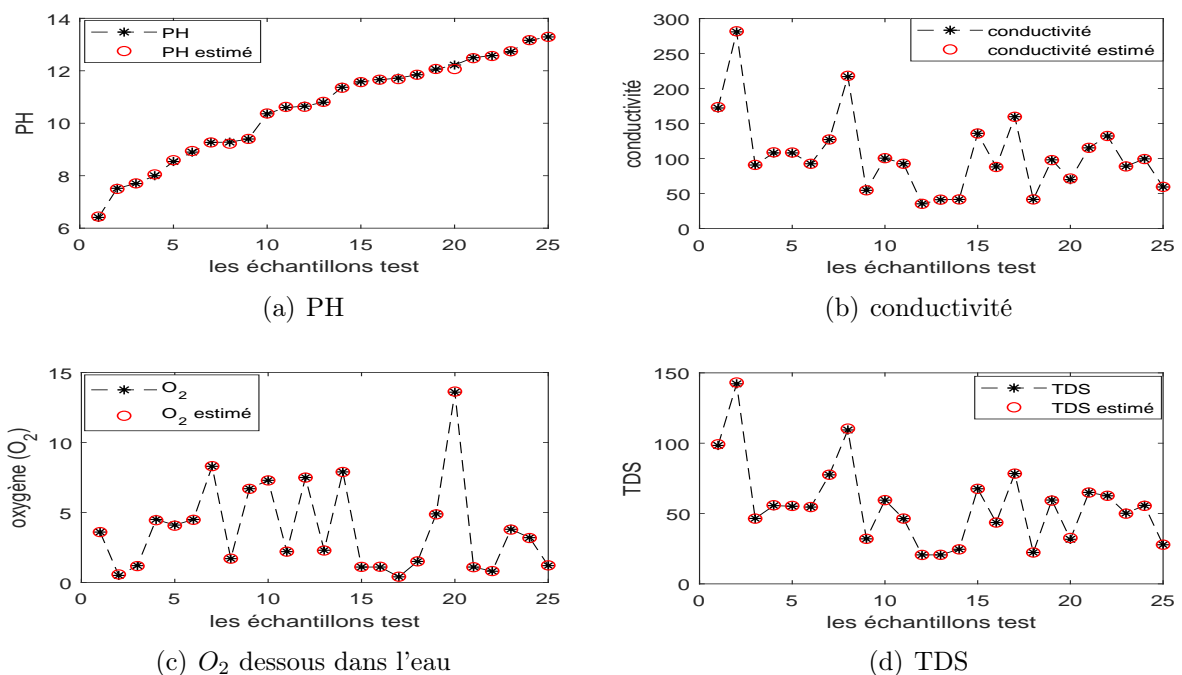 PH
PH estimé
14
12
10
8
6
PH
0 5 10 15 20 25
les échantillons test
(a) PH
conductivité
conductivité estimé
300
250
200
150
100
50
0
conductivité
0 5 10 15 20 25
les échantillons test
(b) conductivité
O2
O2 estimé
15
10
5
0
oxygène (O2)
0 5 10 15 20 25
les échantillons test
(c) O2 dessous dans l'eau
TDS
TDS estimé
150
100
50
0
TDS
0 5 10 15 20 25
les échantillons test
(d) TDS